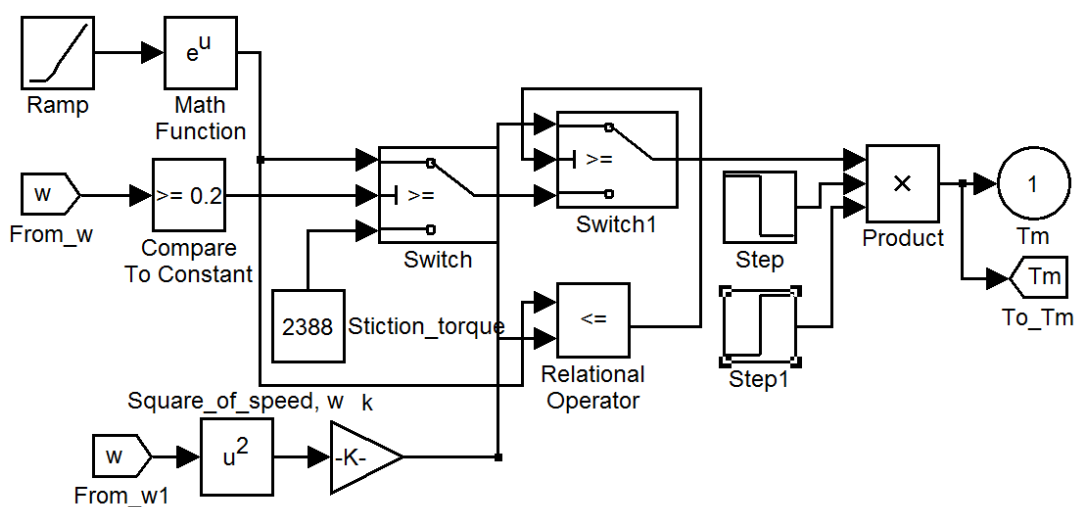 e^u
Ramp
Math
Function
w
>= 0.2
>=
>=
×
1
From_w
Compare
To Constant
Switch
Switch1
Step
Product
Tm
2388
Stiction_torque
<=
Tm
To_Tm
Relational
Operator
Step1
Square_of_speed, w
k
w
u^2
-K-
From_w1